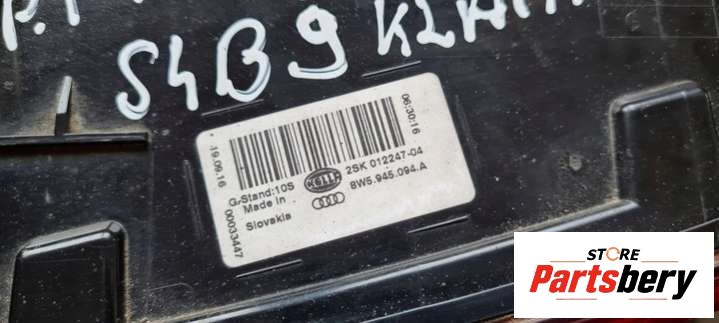 S4B9
19.09.16
06:30:16
G.Stand:10S
HELLA
2SK 012247-04
Made in
8W5.945.094.A
Slovakia
00033447
STORE
Partsbery